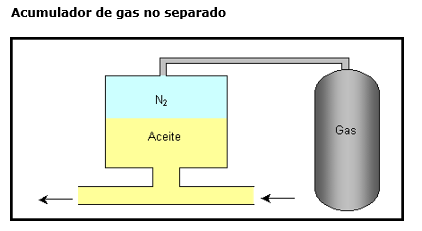 Acumulador de gas no separado
N₂
Aceite
Gas